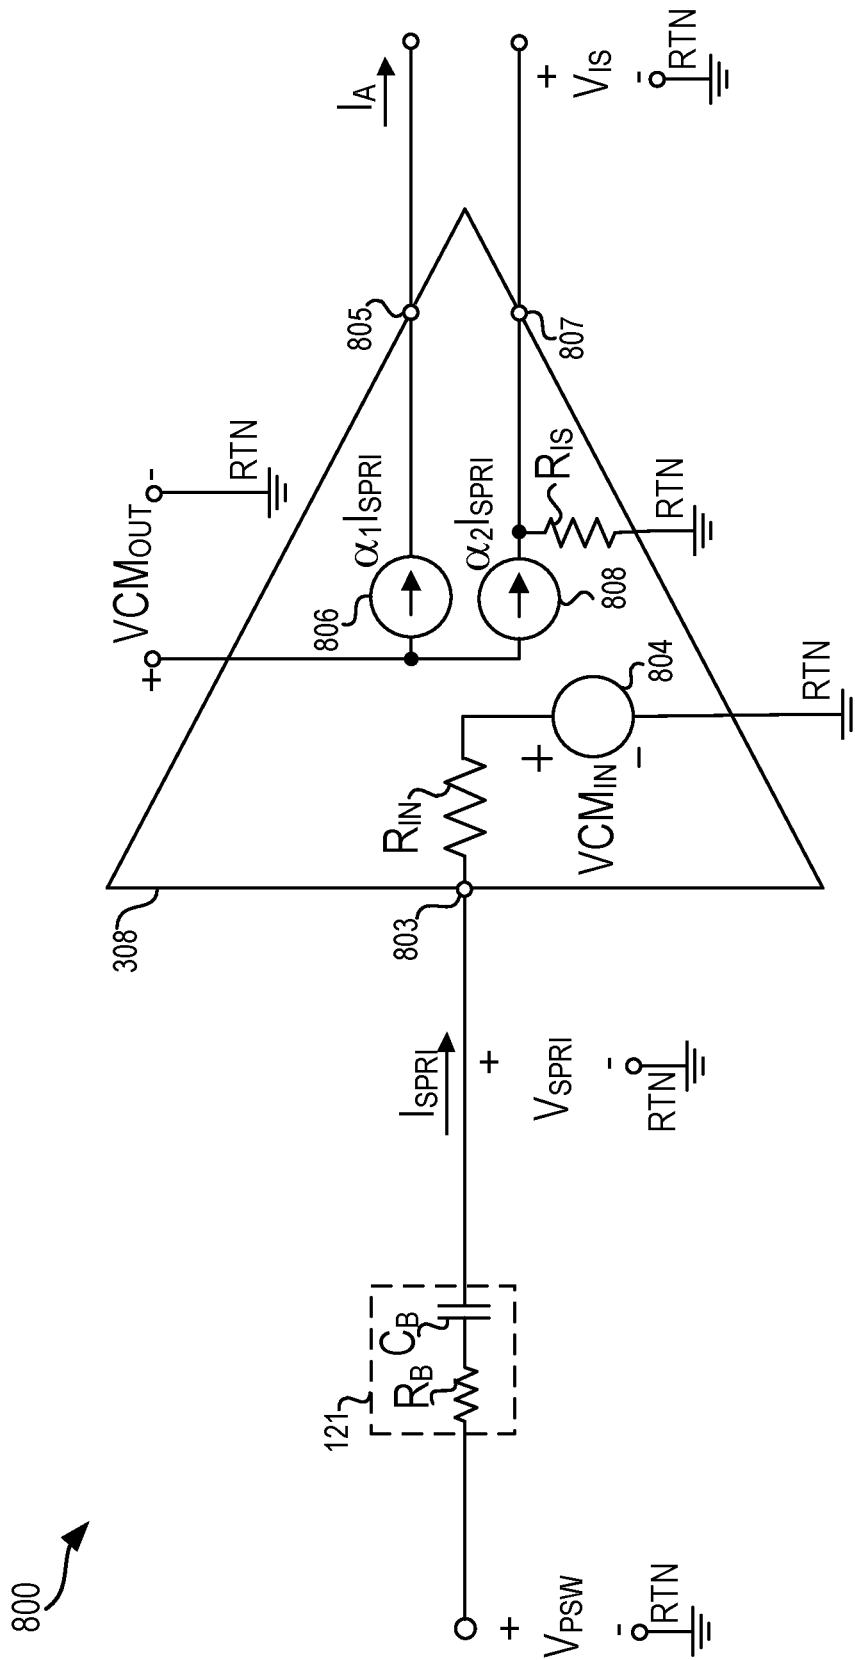 800
V_PSW
+
-
RTN
121
R_B
C_B
I_SPRI
+
V_SPRI
-
RTN
308
803
R_IN
+
VCM_IN
-
804
RTN
+
VCM_OUT
-
RTN
806
α₁I_SPRI
808
α₂I_SPRI
R_IS
RTN
805
807
I_A
+
V_IS
-
RTN